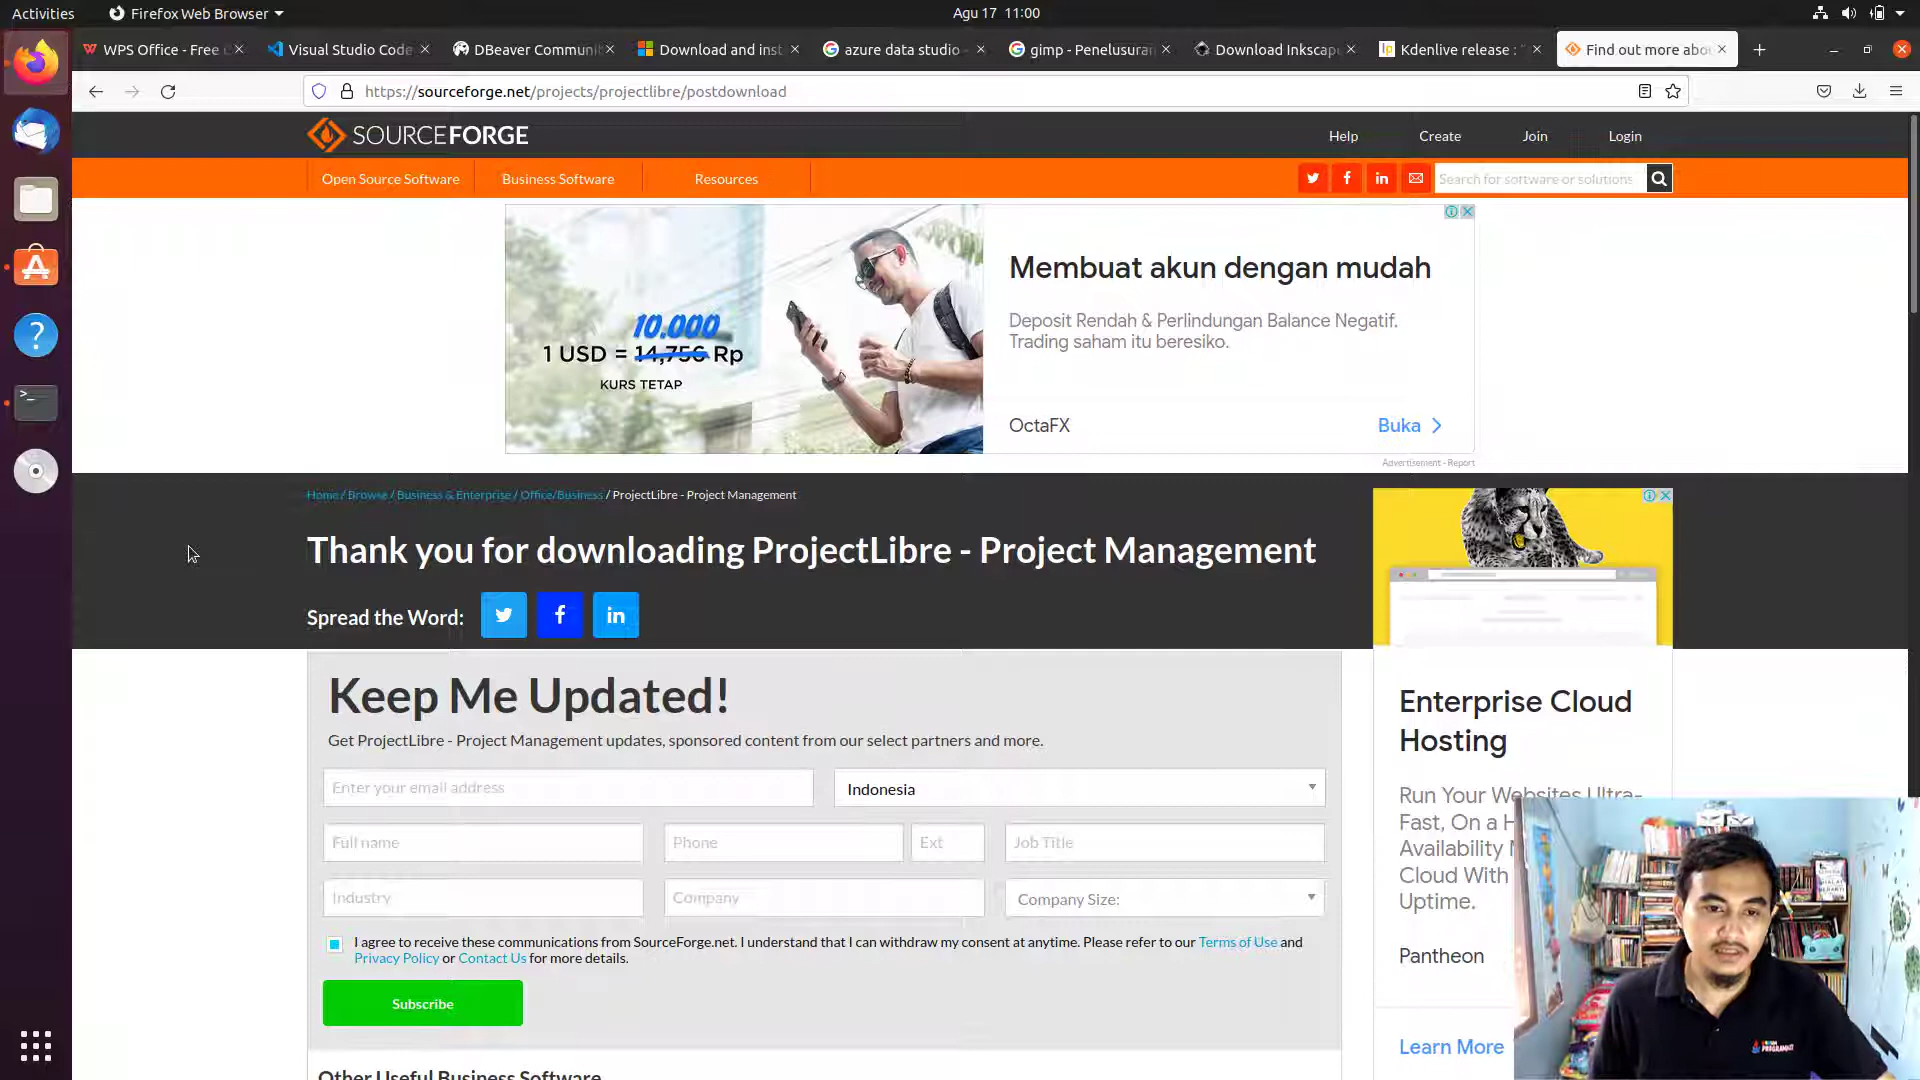 Activities
Firefox Web Browser
Agu 17 11:00
WPS Office - Free
Visual Studio Code
DBeaver Commun
Download and inst
azure data studio
gimp - Penelusura
Download Inkscap
Kdenlive release :
Find out more abo
https://sourceforge.net/projects/projectlibre/postdownload
SOURCEFORGE
Help
Create
Join
Login
Open Source Software
Business Software
Resources
Search for software or solutions
10.000
1 USD = 14,756 Rp
KURS TETAP
Membuat akun dengan mudah
Deposit Rendah & Perlindungan Balance Negatif.
Trading saham itu beresiko.
OctaFX
Buka
Advertisement - Report
Home / Browse / Business & Enterprise / Office/Business / ProjectLibre - Project Management
Thank you for downloading ProjectLibre - Project Management
Spread the Word:
Keep Me Updated!
Get ProjectLibre - Project Management updates, sponsored content from our select partners and more.
Enter your email address
Indonesia
Full name
Phone
Ext
Job Title
Industry
Company
Company Size:
I agree to receive these communications from SourceForge.net. I understand that I can withdraw my consent at anytime. Please refer to our Terms of Use and
Privacy Policy or Contact Us for more details.
Subscribe
Other Useful Business Software
Enterprise Cloud
Hosting
Run Your Websites Ultra-
Fast, On a H
Availability
Cloud With
Uptime.
Pantheon
Learn More